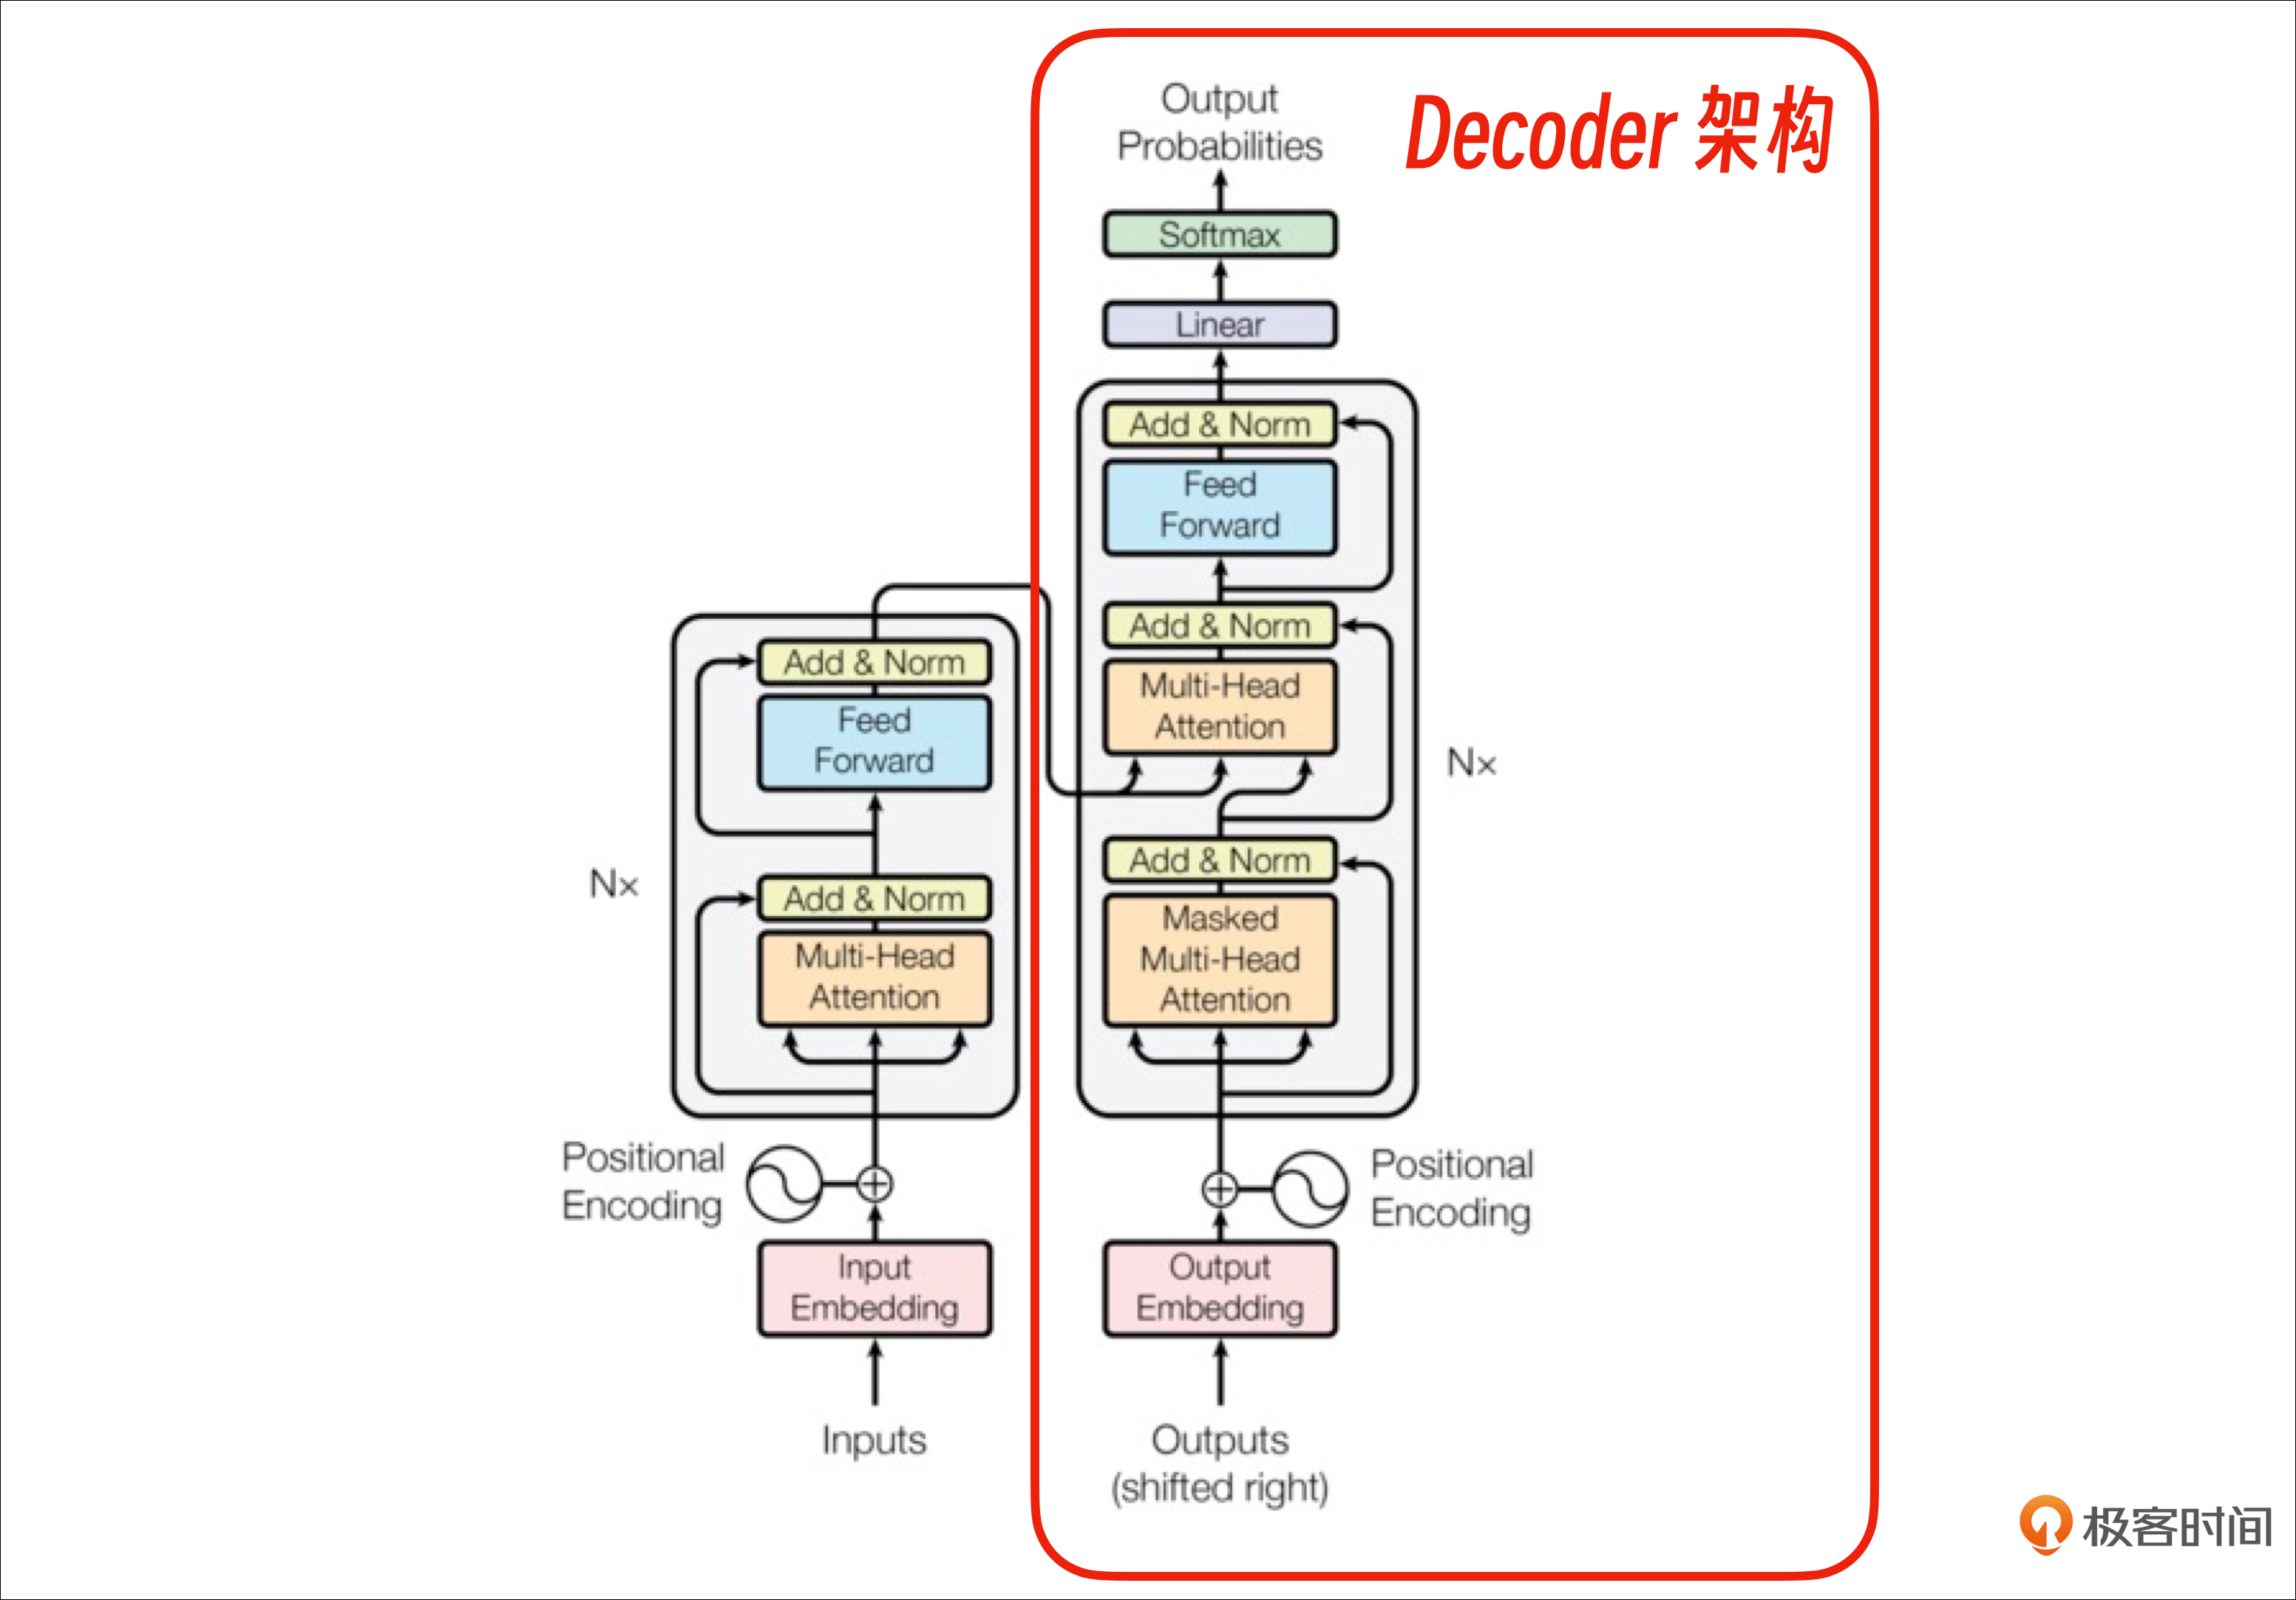 Decoder 架构
Output
Probabilities
Softmax
Linear
Add & Norm
Feed
Forward
Add & Norm
Multi-Head
Attention
N×
Add & Norm
Masked
Multi-Head
Attention
Positional
Encoding
Output
Embedding
Outputs
(shifted right)
Add & Norm
Feed
Forward
N×
Add & Norm
Multi-Head
Attention
Positional
Encoding
Input
Embedding
Inputs
极客时间